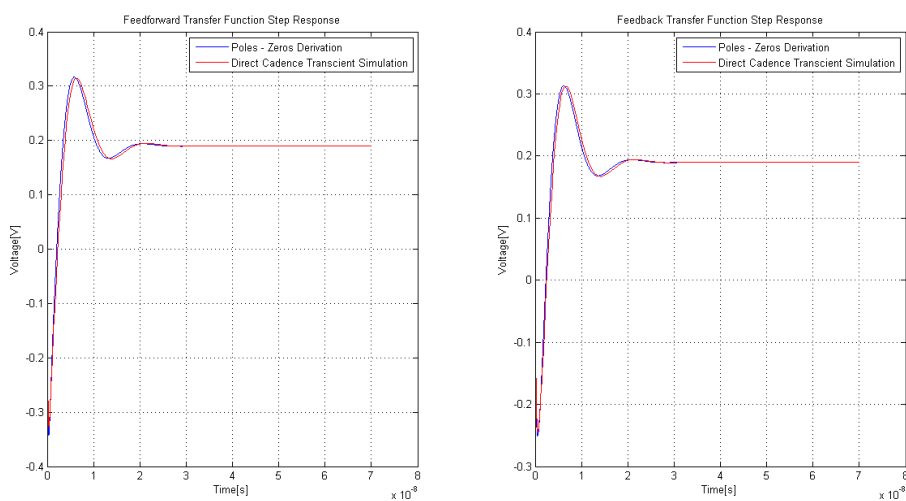 Feedforward Transfer Function Step Response
0.4
0.3
0.2
0.1
0
-0.1
-0.2
-0.3
-0.4
Voltage[V]
Poles - Zeros Derivation
Direct Cadence Transcient Simulation
0 1 2 3 4 5 6 7 8
Time[s]
x 10^-8
Feedback Transfer Function Step Response
0.4
0.3
0.2
0.1
0
-0.1
-0.2
-0.3
Voltage[V]
Poles - Zeros Derivation
Direct Cadence Transcient Simulation
0 1 2 3 4 5 6 7 8
Time[s]
x 10^-8